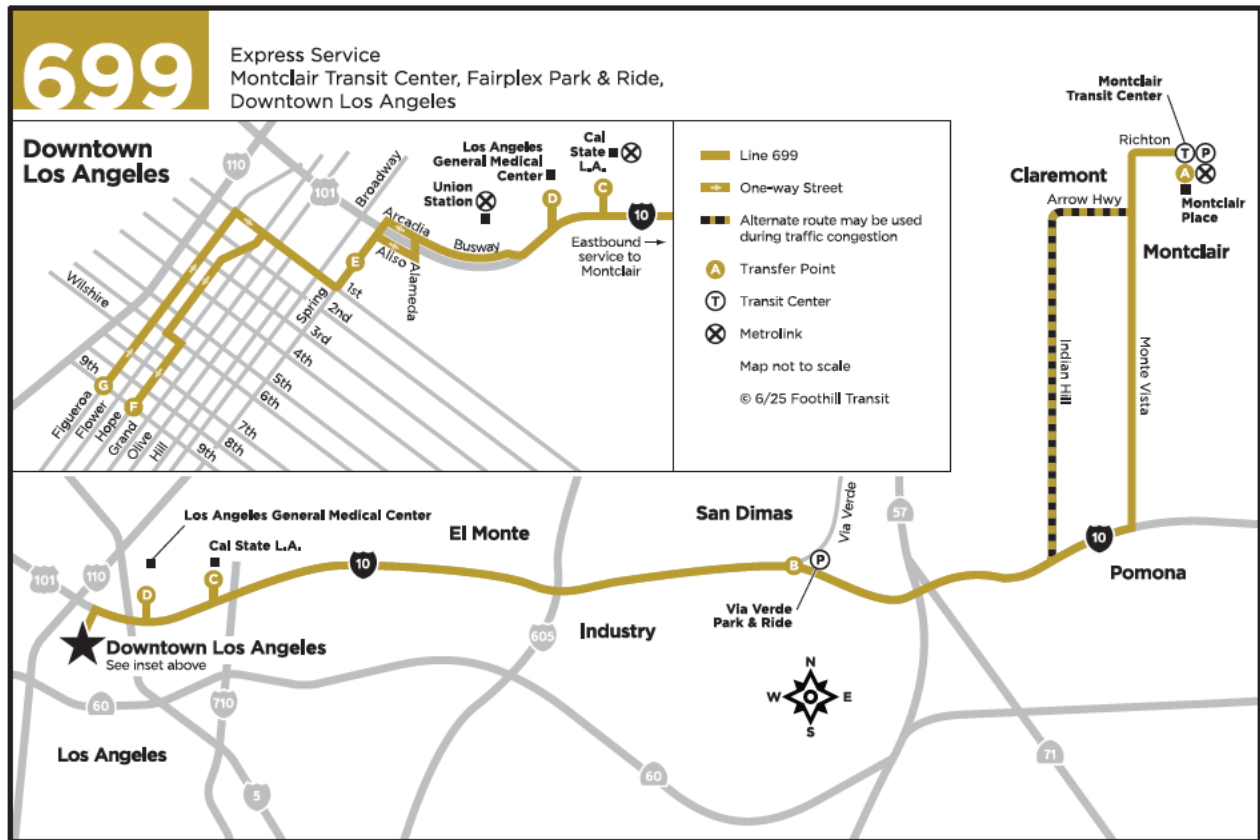 699
Express Service
Montclair Transit Center, Fairplex Park & Ride,
Downtown Los Angeles
Downtown
Los Angeles
110
101
Broadway
Los Angeles
General Medical
Center
Cal
State
L.A.
Union
Station
D
C
10
Arcadia
Busway
Aliso
Alameda
Eastbound →
service to
Montclair
E
1st
Spring
2nd
3rd
4th
5th
6th
7th
8th
9th
Wilshire
9th
G
F
Figueroa
Flower
Hope
Grand
Olive
Hill
Line 699
One-way Street
Alternate route may be used
during traffic congestion
A
Transfer Point
T
Transit Center
Metrolink
Map not to scale
© 6/25 Foothill Transit
Montclair
Transit Center
Richton
T
P
A
Montclair
Place
Claremont
Arrow Hwy
Montclair
Indian Hill
Monte Vista
Los Angeles General Medical Center
Cal State L.A.
El Monte
San Dimas
Via Verde
57
101
110
D
C
10
B
P
10
Pomona
Via Verde
Park & Ride
Industry
605
Downtown Los Angeles
See inset above
N
W
E
S
60
710
Los Angeles
5
60
71